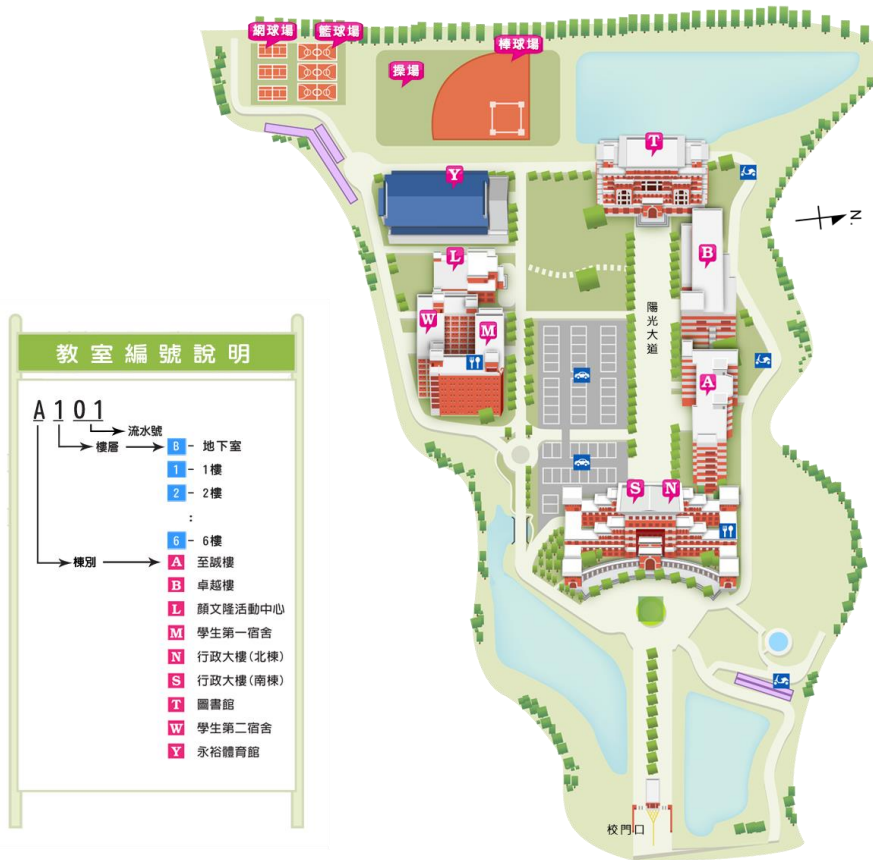 網球場
籃球場
棒球場
操場
T
Y
B
N.
L
W
M
陽光大道
A
S
N
校門口
教室編號說明
A101
流水號
樓層
B - 地下室
1 - 1樓
2 - 2樓
:
6 - 6樓
棟別
A 至誠樓
B 卓越樓
L 顏文隆活動中心
M 學生第一宿舍
N 行政大樓(北棟)
S 行政大樓(南棟)
T 圖書館
W 學生第二宿舍
Y 永裕體育館